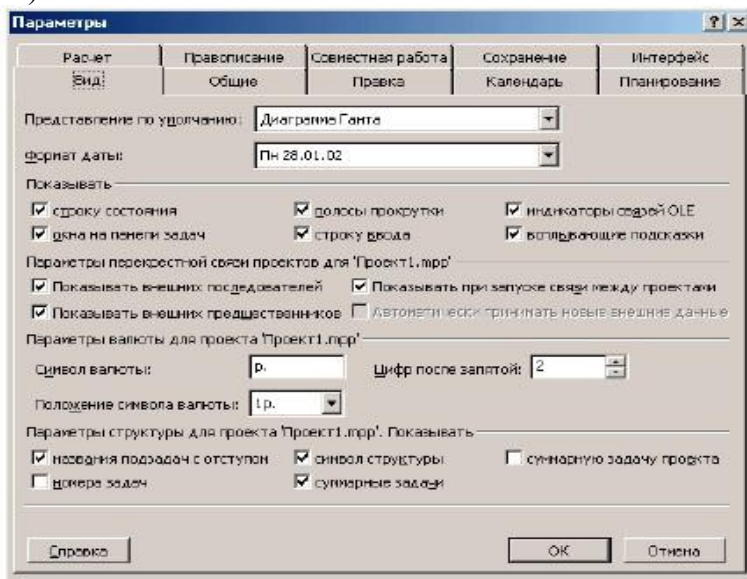 Параметры
Расчет Правописание Совместная работа Сохранение Интерфейс
Вид Общие Правка Календарь Планирование
Представление по умолчанию: Диаграмма Ганта
Формат даты: Пн 28.01.02
Показывать
строку состояния полосы прокрутки индикаторы связей OLE
окна на панели задач строку ввода всплывающие подсказки
Параметры перекрестной связи проектов для 'Проект1.mpp'
Показывать внешних последователей Показывать при запуске связи между проектами
Показывать внешних предшественников Автоматически принимать новые внешние данные
Параметры валюты для проекта 'Проект1.mpp'
Символ валюты: р. Цифр после запятой: 2
Положение символа валюты: 1р.
Параметры структуры для проекта 'Проект1.mpp'. Показывать
названия подзадач с отступом символ структуры суммарную задачу проекта
номера задач суммарные задачи
Справка ОК Отмена